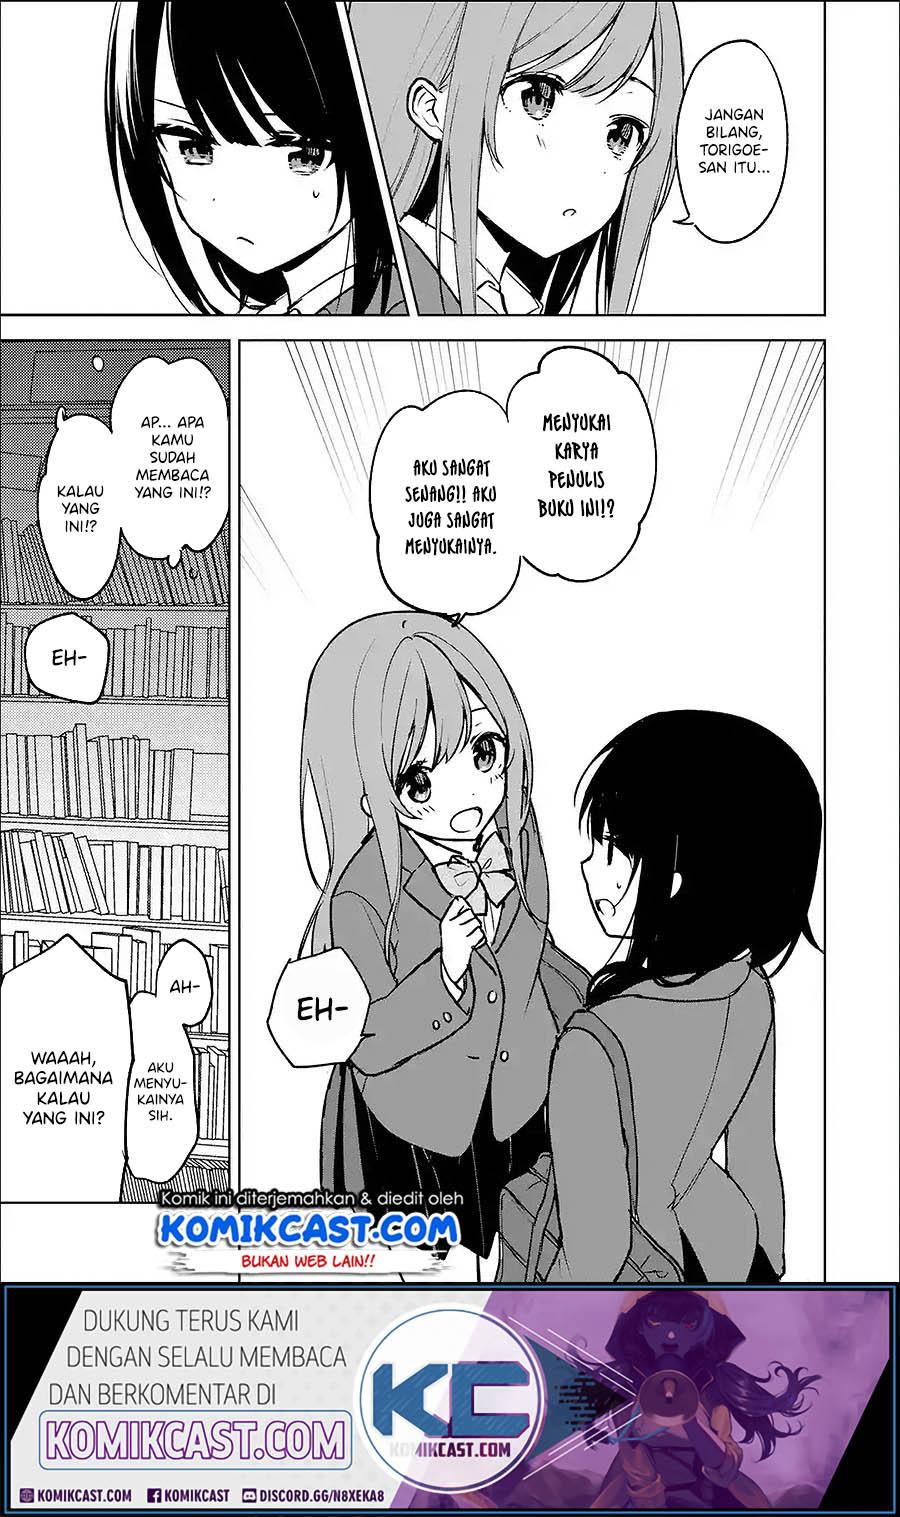 JANGAN
BILANG,
TORIGOE-
SAN ITU...
MENYUKAI
KARYA
PENULIS
BUKU INI!?
AKU SANGAT
SENANG!! AKU
JUGA SANGAT
MENYUKAINYA.
EH-
AP... APA
KAMU
SUDAH
MEMBACA
YANG INI!?
KALAU
YANG
INI!?
EH-
AH-
AKU
MENYU-
KAINYA
SIH.
WAAAH,
BAGAIMANA
KALAU
YANG INI?
Komik ini diterjemahkan & diedit oleh
KOMIKCAST.COM
BUKAN WEB LAIN!!
DUKUNG TERUS KAMI
DENGAN SELALU MEMBACA
DAN BERKOMENTAR DI
KOMIKCAST.COM
KC
KOMIKCAST.COM
KOMIKCAST.COM KOMIKCAST DISCORD.GG/N8XEKA8